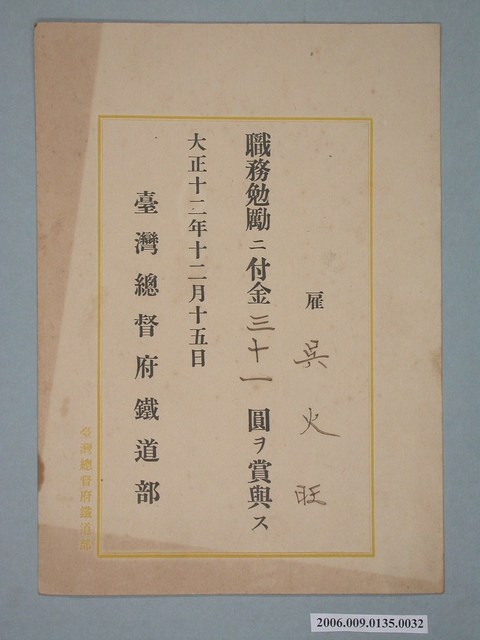 雇 吳火旺
職務勉勵ニ付金三十一圓ヲ賞與ス
大正十二年十二月十五日
臺灣總督府鐵道部
臺灣總督府鐵道部
2006.009.0135.0032